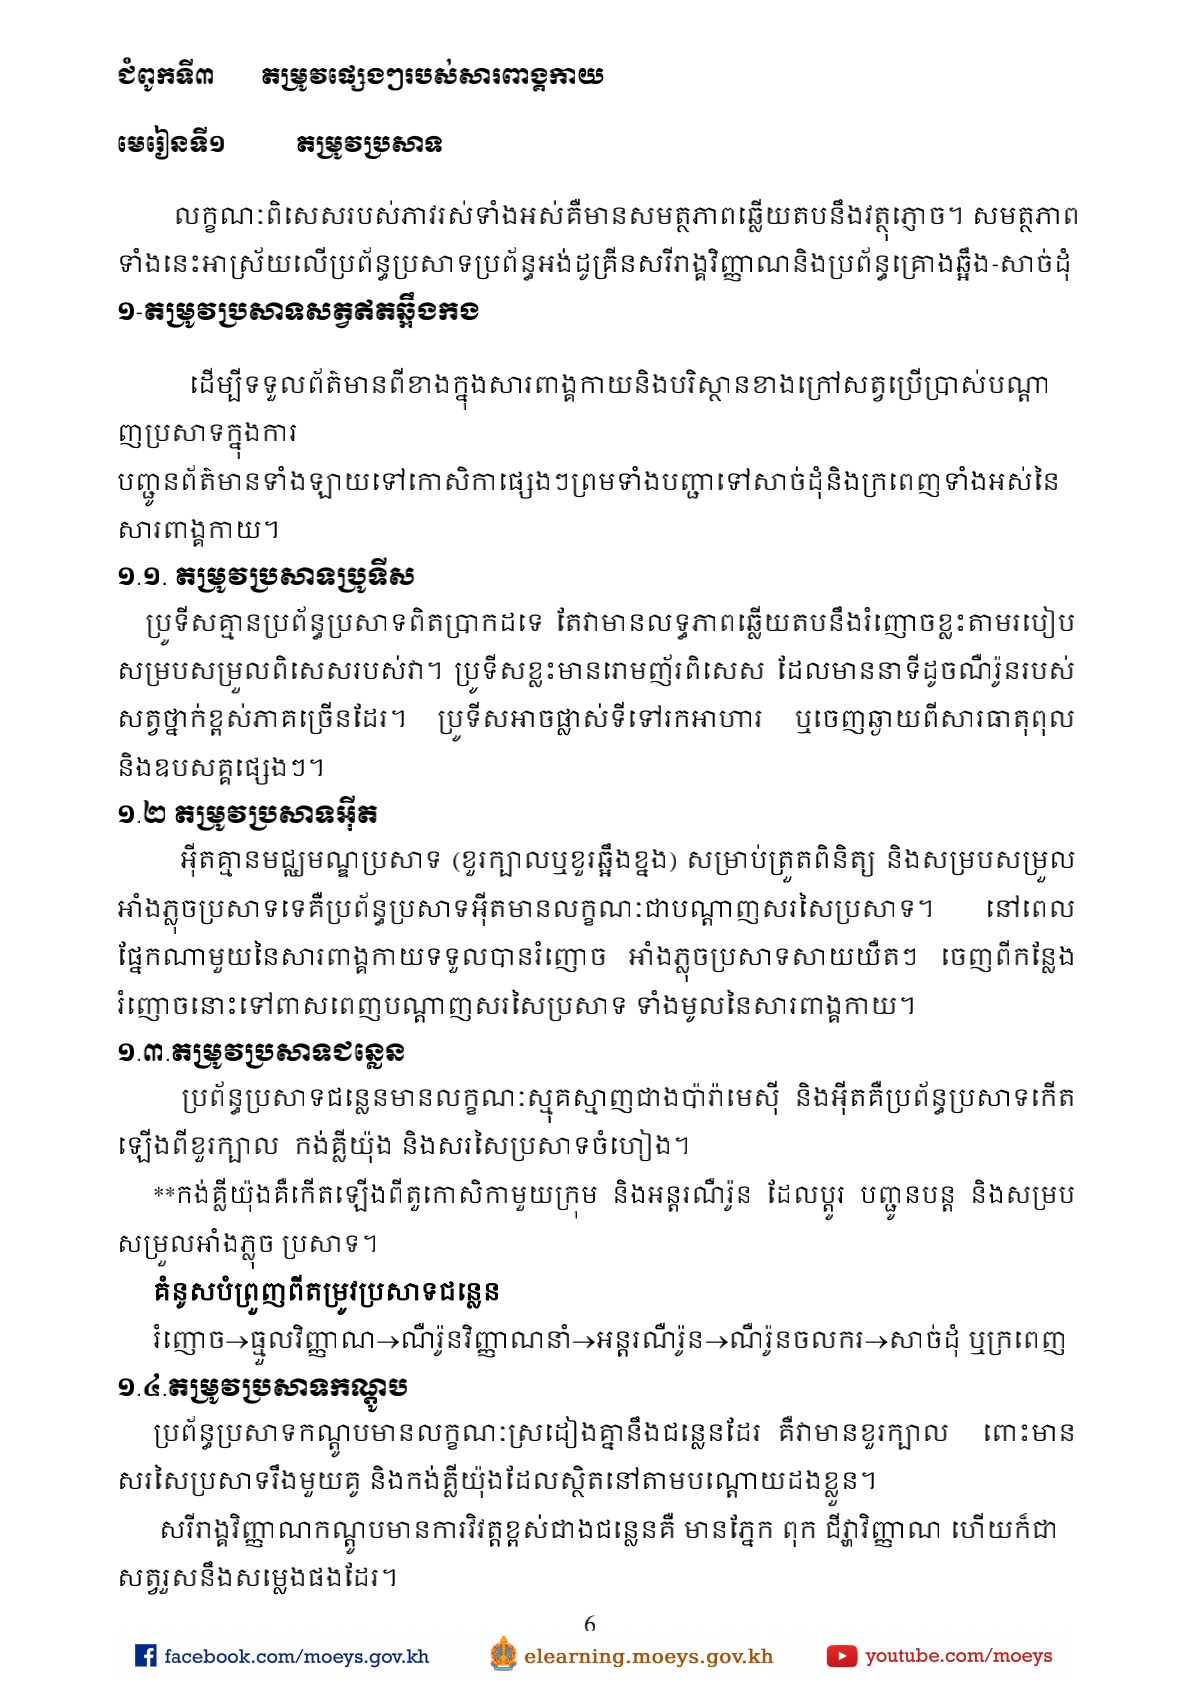 ជំពូកទី៣ តម្រូវផ្សេងៗរបស់សារពាង្គកាយ
មេរៀនទី១ តម្រូវប្រសាទ
លក្ខណៈពិសេសរបស់ភាវរស់ទាំងអស់គឺមានសមត្ថភាពឆ្លើយតបនឹងវត្ថុភ្ញោច។ សមត្ថភាព
ទាំងនេះអាស្រ័យលើប្រព័ន្ធប្រសាទប្រព័ន្ធអង់ដូគ្រីនសរីរាង្គវិញ្ញាណនិងប្រព័ន្ធគ្រោងឆ្អឹង-សាច់ដុំ
១-តម្រូវប្រសាទសត្វឥតឆ្អឹងកង
ដើម្បីទទួលព័ត៌មានពីខាងក្នុងសារពាង្គកាយនិងបរិស្ថានខាងក្រៅសត្វប្រើប្រាស់បណ្តា
ញប្រសាទក្នុងការ
បញ្ជូនព័ត៌មានទាំងឡាយទៅកោសិកាផ្សេងៗព្រមទាំងបញ្ជាទៅសាច់ដុំនិងក្រពេញទាំងអស់នៃ
សារពាង្គកាយ។
១.១. តម្រូវប្រសាទប្រូទីស
ប្រូទីសគ្មានប្រព័ន្ធប្រសាទពិតប្រាកដទេ តែវាមានលទ្ធភាពឆ្លើយតបនឹងរំញោចខ្លះតាមរបៀប
សម្របសម្រួលពិសេសរបស់វា។ ប្រូទីសខ្លះមានរោមញ័រពិសេស ដែលមាននាទីដូចណឺរ៉ូនរបស់
សត្វថ្នាក់ខ្ពស់ភាគច្រើនដែរ។ ប្រូទីសអាចផ្លាស់ទីទៅរកអាហារ ឬចេញឆ្ងាយពីសារធាតុពុល
និងឧបសគ្គផ្សេងៗ។
១.២ តម្រូវប្រសាទអ៊ីត
អ៊ីតគ្មានមជ្ឈមណ្ឌប្រសាទ (ខួរក្បាលឬខួរឆ្អឹងខ្នង) សម្រាប់ត្រួតពិនិត្យ និងសម្របសម្រួល
អាំងភ្លុចប្រសាទទេគឺប្រព័ន្ធប្រសាទអ៊ីតមានលក្ខណៈជាបណ្តាញសរសៃប្រសាទ។ នៅពេល
ផ្នែកណាមួយនៃសារពាង្គកាយទទួលបានរំញោច អាំងភ្លុចប្រសាទសាយយឺតៗ ចេញពីកន្លែង
រំញោចនោះទៅពាសពេញបណ្តាញសរសៃប្រសាទ ទាំងមូលនៃសារពាង្គកាយ។
១.៣.តម្រូវប្រសាទជន្លេន
ប្រព័ន្ធប្រសាទជន្លេនមានលក្ខណៈស្មុគស្មាញជាងប៉ារ៉ាមេស៊ី និងអ៊ីតគឺប្រព័ន្ធប្រសាទកើត
ឡើងពីខួរក្បាល កង់គ្លីយ៉ុង និងសរសៃប្រសាទចំហៀង។
**កង់គ្លីយ៉ុងគឺកើតឡើងពីតួកោសិកាមួយក្រុម និងអន្តរណឺរ៉ូន ដែលប្តូរ បញ្ជូនបន្ត និងសម្រប
សម្រួលអាំងភ្លុច ប្រសាទ។
គំនូសបំព្រួញពីតម្រូវប្រសាទជន្លេន
រំញោច→ធ្មួលវិញ្ញាណ→ណឺរ៉ូនវិញ្ញាណនាំ→អន្តរណឺរ៉ូន→ណឺរ៉ូនចលករ→សាច់ដុំ ឬក្រពេញ
១.៤.តម្រូវប្រសាទកណ្តូប
ប្រព័ន្ធប្រសាទកណ្តូបមានលក្ខណៈស្រដៀងគ្នានឹងជន្លេនដែរ គឺវាមានខួរក្បាល ពោះមាន
សរសៃប្រសាទរឹងមួយគូ និងកង់គ្លីយ៉ុងដែលស្ថិតនៅតាមបណ្តោយដងខ្លួន។
សរីរាង្គវិញ្ញាណកណ្តូបមានការវិវត្តខ្ពស់ជាងជន្លេនគឺ មានភ្នែក ពុក ជីវ្ហាវិញ្ញាណ ហើយក៏ជា
សត្វរួសនឹងសម្លេងផងដែរ។
6
facebook.com/moeys.gov.kh elearning.moeys.gov.kh youtube.com/moeys